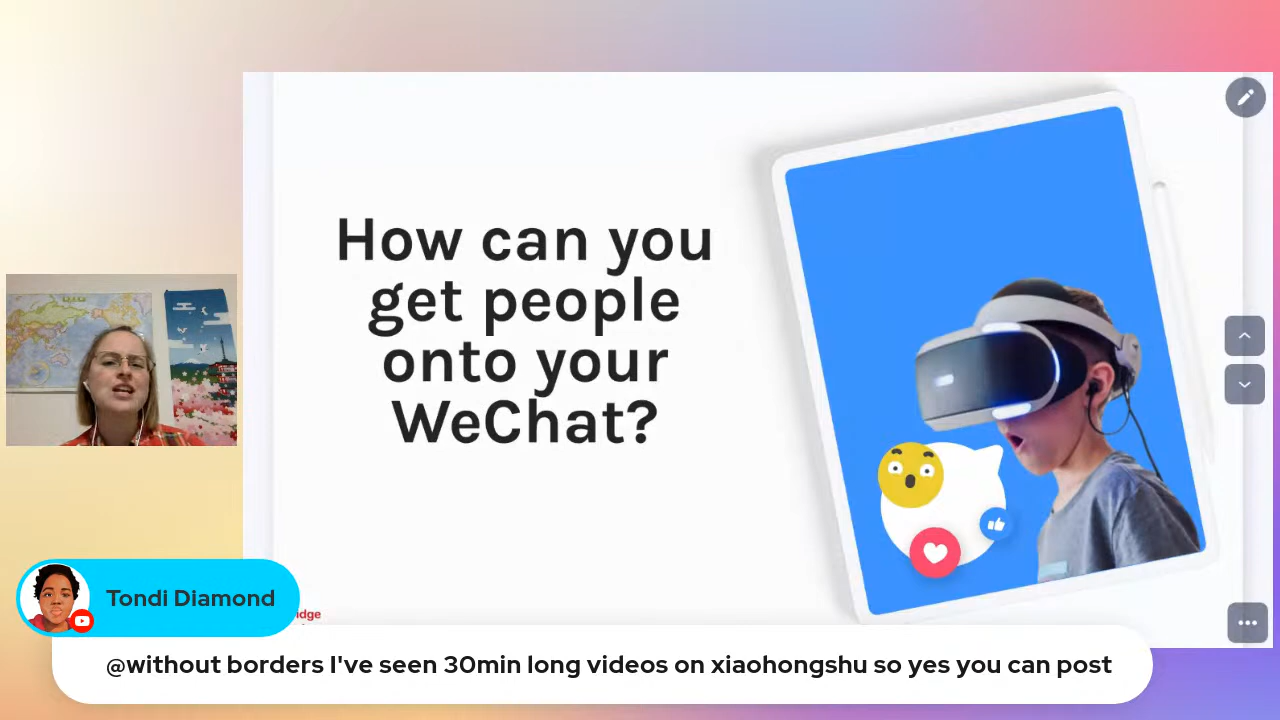 How can you
get people
onto your
WeChat?
idge
Tondi Diamond
@without borders I've seen 30min long videos on xiaohongshu so yes you can post